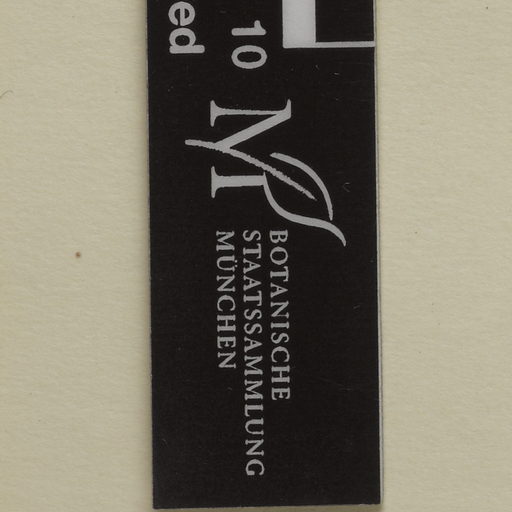 10
ed
M
BOTANISCHE
STAATSSAMMLUNG
MÜNCHEN